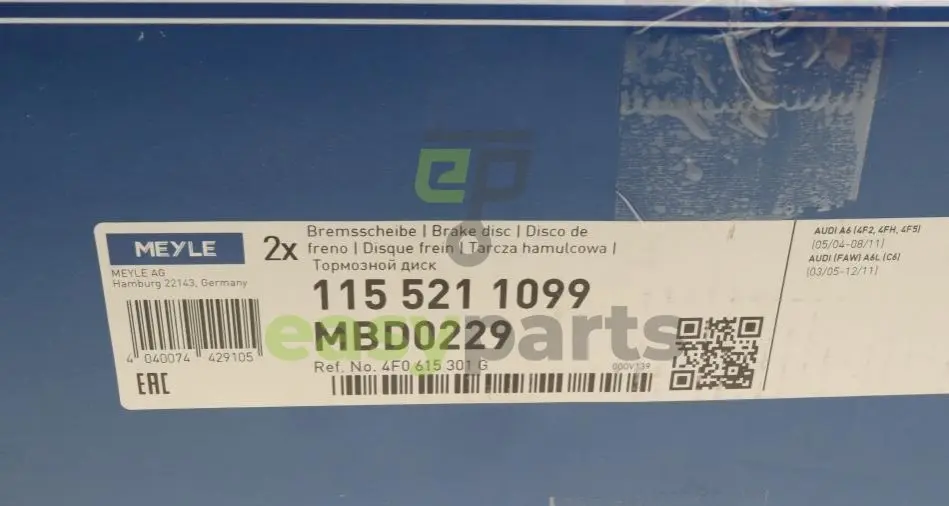 ep
MEYLE
MEYLE AG
Hamburg 22143, Germany
4 040074 429105
EAC
2x
Bremsscheibe | Brake disc | Disco de
freno | Disque frein | Tarcza hamulcowa |
Тормозной диск
115 521 1099
MBD0229
easyparts
Ref. No. 4F0 615 301 G
000V139
AUDI A6 (4F2, 4FH, 4F5)
(05/04-08/11)
AUDI (FAW) A6L (C6)
(03/05-12/11)